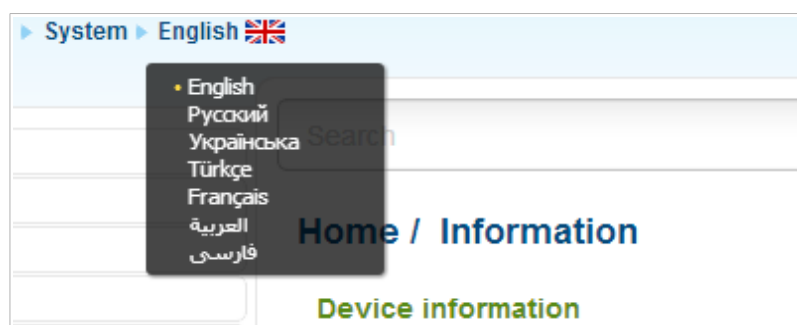 System English
English
Русский
Українська
Türkçe
Français
العربية
فارسی
Search
Home / Information
Device information